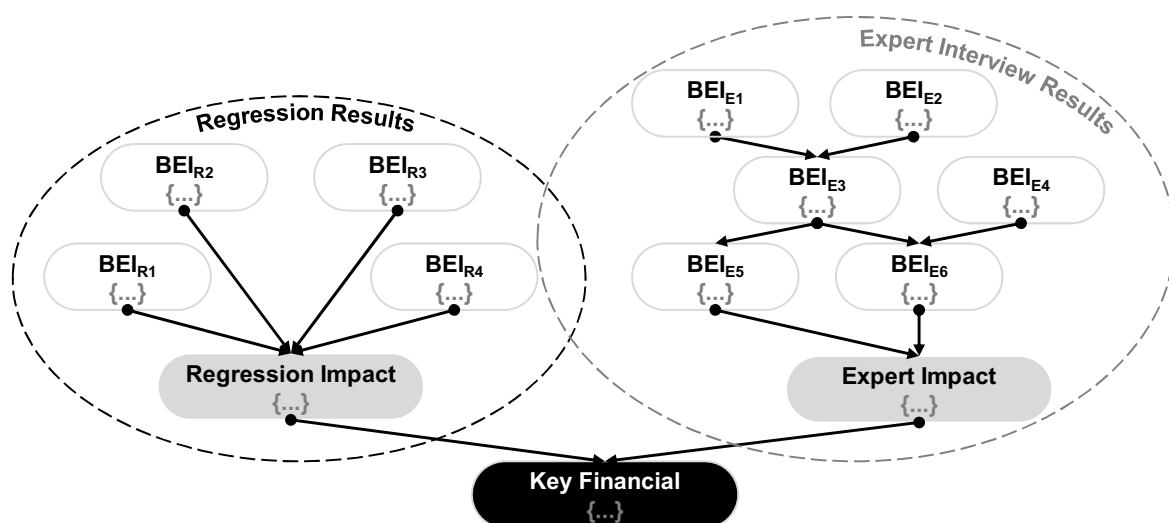 Regression Results
BEI_R2
{...}
BEI_R3
{...}
BEI_R1
{...}
BEI_R4
{...}
Regression Impact
{...}
Expert Interview Results
BEI_E1
{...}
BEI_E2
{...}
BEI_E3
{...}
BEI_E4
{...}
BEI_E5
{...}
BEI_E6
{...}
Expert Impact
{...}
Key Financial
{...}